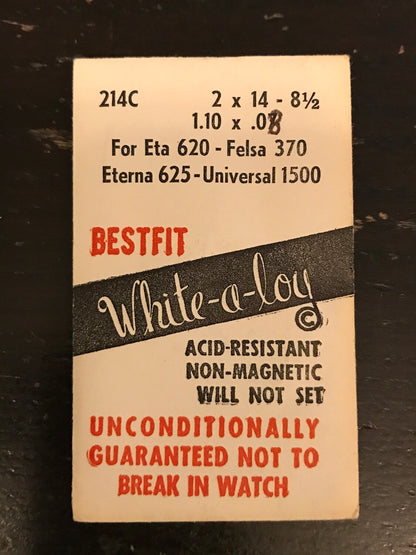 214C 2 x 14 - 8½
1.10 x .08
For Eta 620 - Felsa 370
Eterna 625 - Universal 1500
BESTFIT
White-a-loy
©
ACID-RESISTANT
NON-MAGNETIC
WILL NOT SET
UNCONDITIONALLY
GUARANTEED NOT TO
BREAK IN WATCH